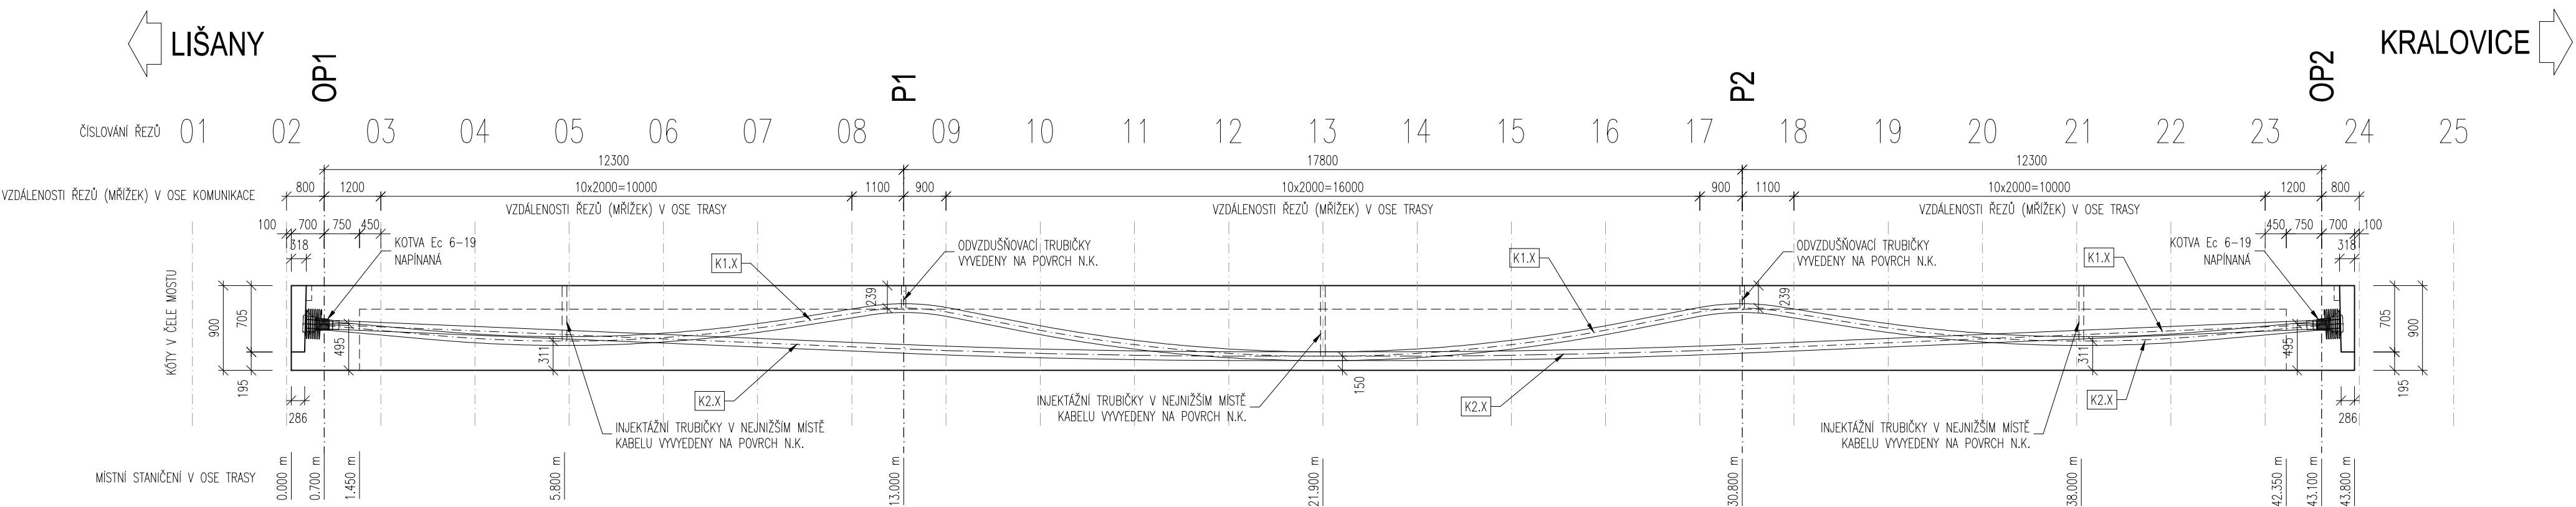 LIŠANY
KRALOVICE
OP1
P1
P2
OP2
ČÍSLOVÁNÍ ŘEZŮ
01 02 03 04 05 06 07 08 09 10 11 12 13 14 15 16 17 18 19 20 21 22 23 24 25
12300 17800 12300
VZDÁLENOSTI ŘEZŮ (MŘÍŽEK) V OSE KOMUNIKACE
800 1200 10x2000=10000 1100 900 10x2000=16000 900 1100 10x2000=10000 1200 800
VZDÁLENOSTI ŘEZŮ (MŘÍŽEK) V OSE TRASY
VZDÁLENOSTI ŘEZŮ (MŘÍŽEK) V OSE TRASY
VZDÁLENOSTI ŘEZŮ (MŘÍŽEK) V OSE TRASY
100 700 750 450
450 750 700 100
318
KOTVA Ec 6-19
NAPÍNANÁ
K1.X
ODVZDUŠŇOVACÍ TRUBIČKY
VYVEDENY NA POVRCH N.K.
K1.X
ODVZDUŠŇOVACÍ TRUBIČKY
VYVEDENY NA POVRCH N.K.
K1.X
KOTVA Ec 6-19
NAPÍNANÁ
318
KÓTY V ČELE MOSTU
900
705
195
495
311
239
150
239
311
495
705
900
195
286
K2.X
INJEKTÁŽNÍ TRUBIČKY V NEJNIŽŠÍM MÍSTĚ
KABELU VYVYEDENY NA POVRCH N.K.
INJEKTÁŽNÍ TRUBIČKY V NEJNIŽŠÍM MÍSTĚ
KABELU VYVYEDENY NA POVRCH N.K.
K2.X
INJEKTÁŽNÍ TRUBIČKY V NEJNIŽŠÍM MÍSTĚ
KABELU VYVYEDENY NA POVRCH N.K.
K2.X
286
MÍSTNÍ STANIČENÍ V OSE TRASY
0.000 m
0.700 m
1.450 m
5.800 m
13.000 m
21.900 m
30.800 m
38.000 m
42.350 m
43.100 m
43.800 m